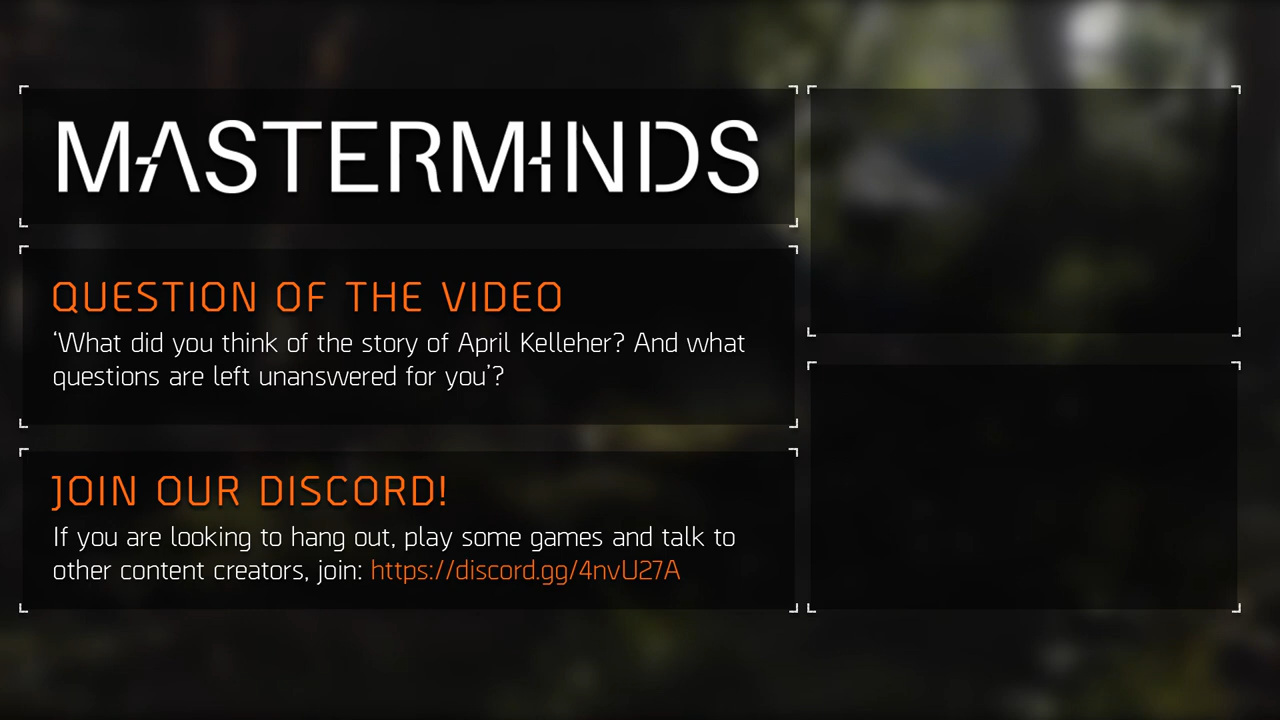 MASTERMINDS
QUESTION OF THE VIDEO
‘What did you think of the story of April Kelleher? And what
questions are left unanswered for you’?
JOIN OUR DISCORD!
If you are looking to hang out, play some games and talk to
other content creators, join: https://discord.gg/4nvU27A